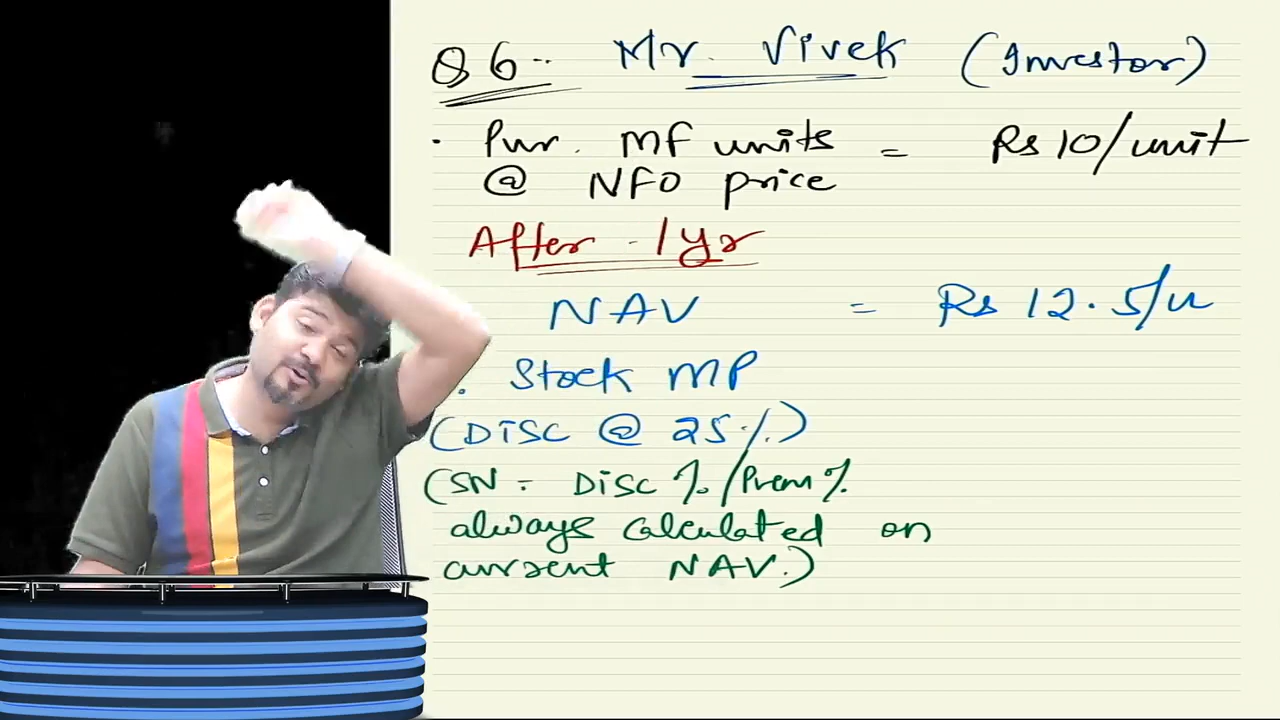 Q6.. Mr. Vivek (Investor)
. Pur. MF units = Rs 10/unit
@ NFO price
After 1yr
NAV = Rs 12.5/u
. Stock MP
(Disc @ 25%)
(SN = Disc %/Prem%
always calculated on
current NAV.)